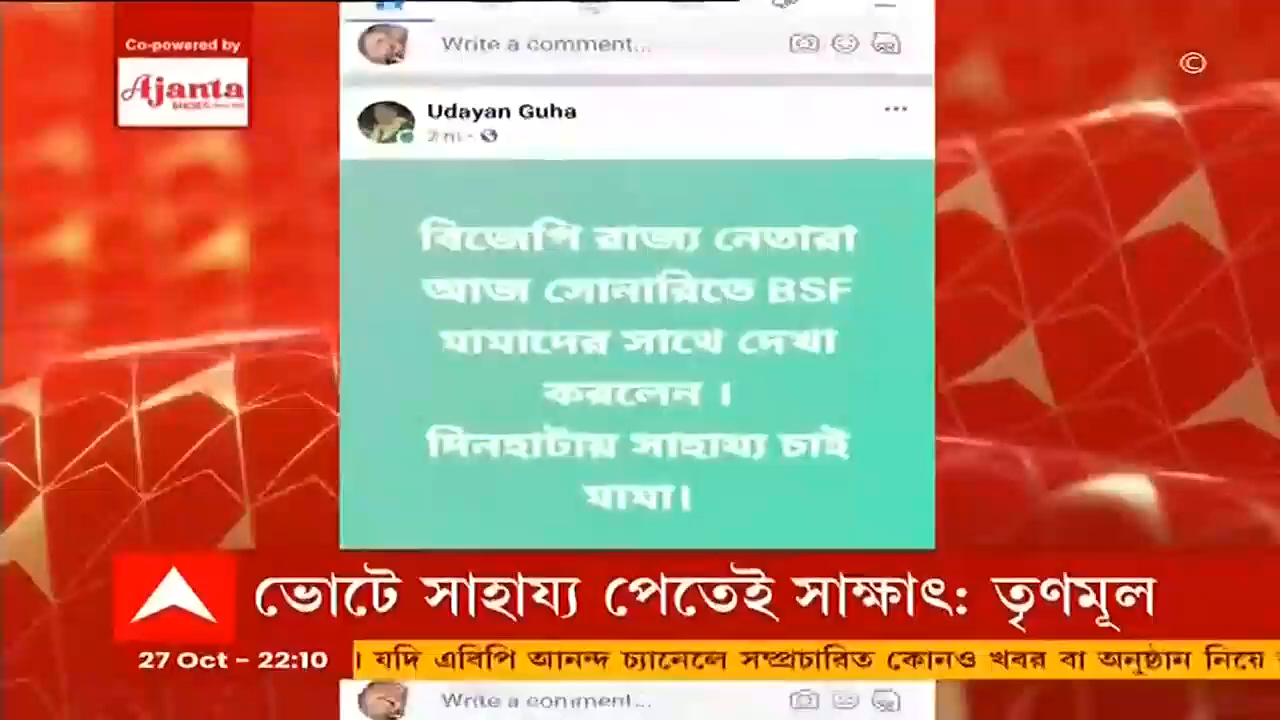 Co-powered by
Ajanta
SHOES
©
Write a comment...
Udayan Guha
বিজেপি রাজ্য নেতারা
আজ সোনারিতে BSF
মামাদের সাথে দেখা
করলেন ।
দিনহাটায় সাহায্য চাই
মামা।
ভোটে সাহায্য পেতেই সাক্ষাৎ: তৃণমূল
27 Oct - 22:10
। যদি এবিপি আনন্দ চ্যানেলে সম্প্রচারিত কোনও খবর বা অনুষ্ঠান নিয়ে
Write a comment...